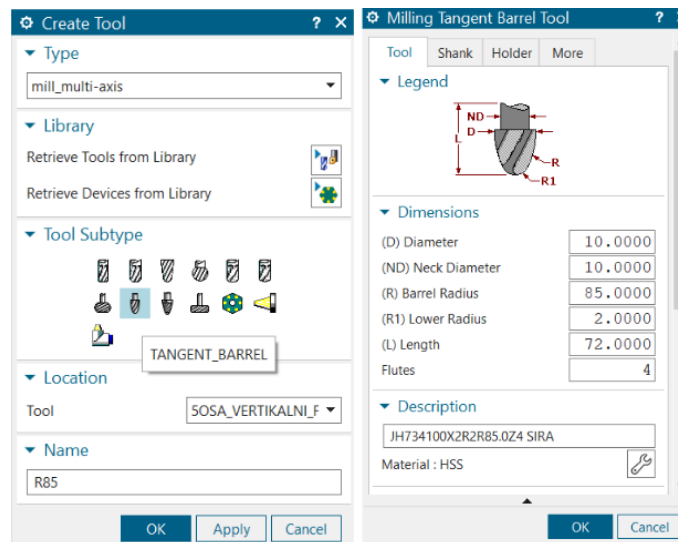 Create Tool
?
Type
mill_multi-axis
Library
Retrieve Tools from Library
Retrieve Devices from Library
Tool Subtype
TANGENT_BARREL
Location
Tool
5OSA_VERTIKALNI_F
Name
R85
OK
Apply
Cancel
Milling Tangent Barrel Tool
?
Tool
Shank
Holder
More
Legend
ND
D
L
R
R1
Dimensions
(D) Diameter
10.0000
(ND) Neck Diameter
10.0000
(R) Barrel Radius
85.0000
(R1) Lower Radius
2.0000
(L) Length
72.0000
Flutes
4
Description
JH734100X2R2R85.0Z4 SIRA
Material : HSS
OK
Cancel